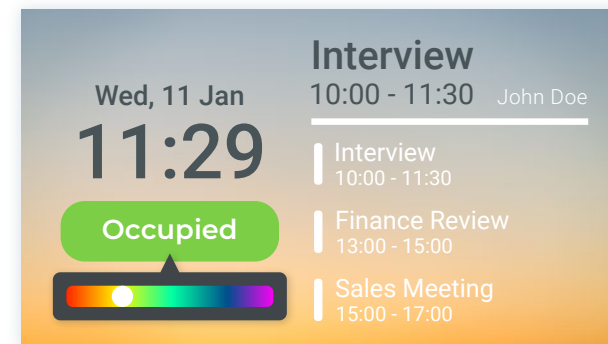 Wed, 11 Jan
11:29
Occupied
Interview
10:00 - 11:30 John Doe
Interview
10:00 - 11:30
Finance Review
13:00 - 15:00
Sales Meeting
15:00 - 17:00